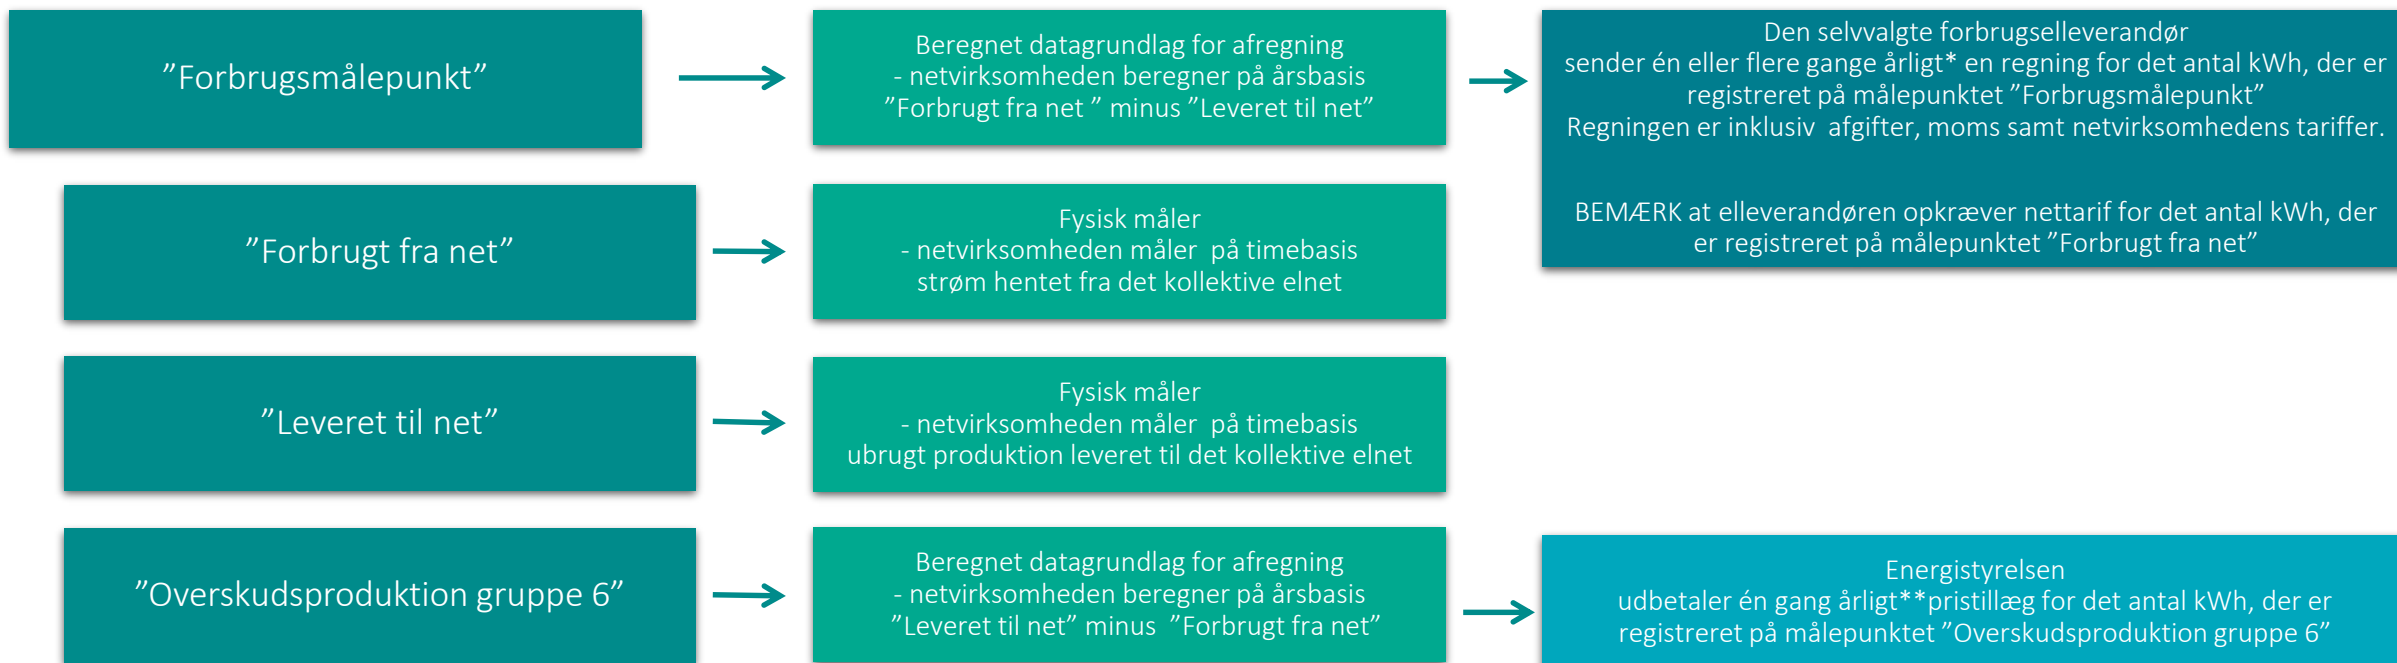 ”Forbrugsmålepunkt”
Beregnet datagrundlag for afregning
- netvirksomheden beregner på årsbasis
”Forbrugt fra net ” minus ”Leveret til net”
Den selvvalgte forbrugselleverandør
sender én eller flere gange årligt* en regning for det antal kWh, der er
registreret på målepunktet ”Forbrugsmålepunkt”
Regningen er inklusiv afgifter, moms samt netvirksomhedens tariffer.
BEMÆRK at elleverandøren opkræver nettarif for det antal kWh, der
er registreret på målepunktet ”Forbrugt fra net”
”Forbrugt fra net”
Fysisk måler
- netvirksomheden måler på timebasis
strøm hentet fra det kollektive elnet
”Leveret til net”
Fysisk måler
- netvirksomheden måler på timebasis
ubrugt produktion leveret til det kollektive elnet
”Overskudsproduktion gruppe 6”
Beregnet datagrundlag for afregning
- netvirksomheden beregner på årsbasis
”Leveret til net” minus ”Forbrugt fra net”
Energistyrelsen
udbetaler én gang årligt**pristillæg for det antal kWh, der er
registreret på målepunktet ”Overskudsproduktion gruppe 6”